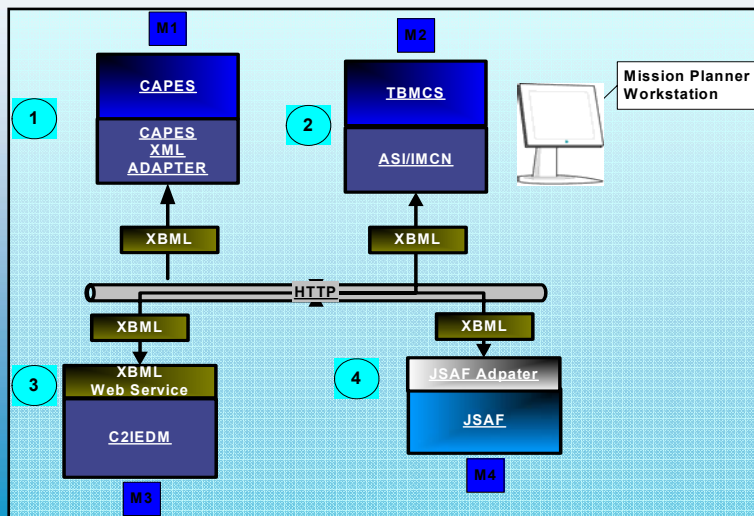 M1
M2
CAPES
TBMCS
Mission Planner
Workstation
1
2
CAPES
XML
ADAPTER
ASI/IMCN
XBML
XBML
HTTP
XBML
XBML
3
XBML
Web Service
4
JSAF Adpater
C2IEDM
JSAF
M3
M4